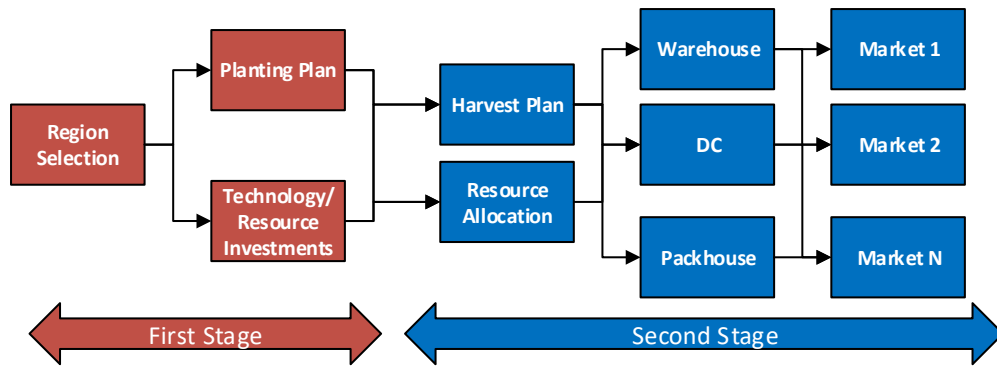 Region
Selection
Planting Plan
Technology/
Resource
Investments
Harvest Plan
Resource
Allocation
Warehouse
DC
Packhouse
Market 1
Market 2
Market N
First Stage
Second Stage